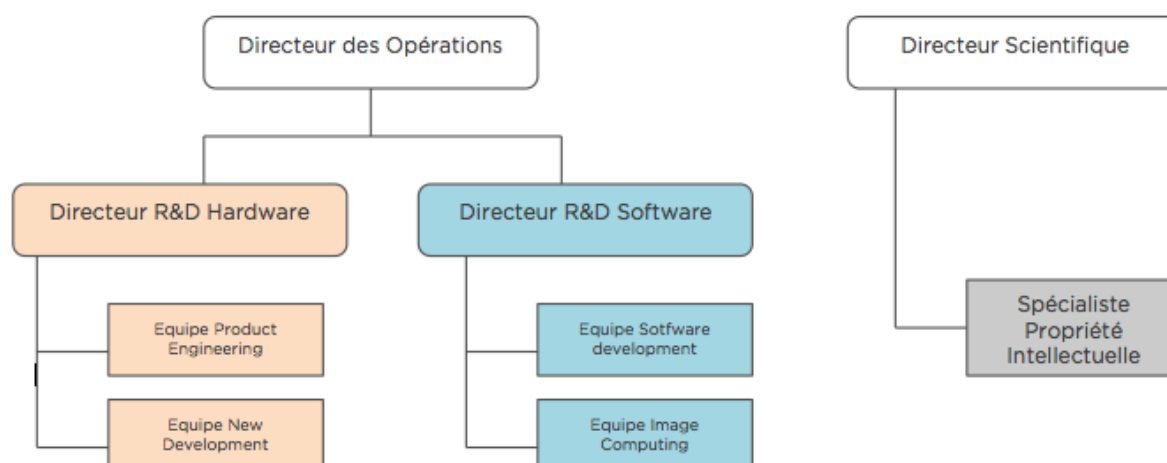 Directeur des Opérations
Directeur Scientifique
Directeur R&D Hardware
Directeur R&D Software
Equipe Product
Engineering
Equipe Sotfware
development
Spécialiste
Propriété
Intellectuelle
Equipe New
Development
Equipe Image
Computing